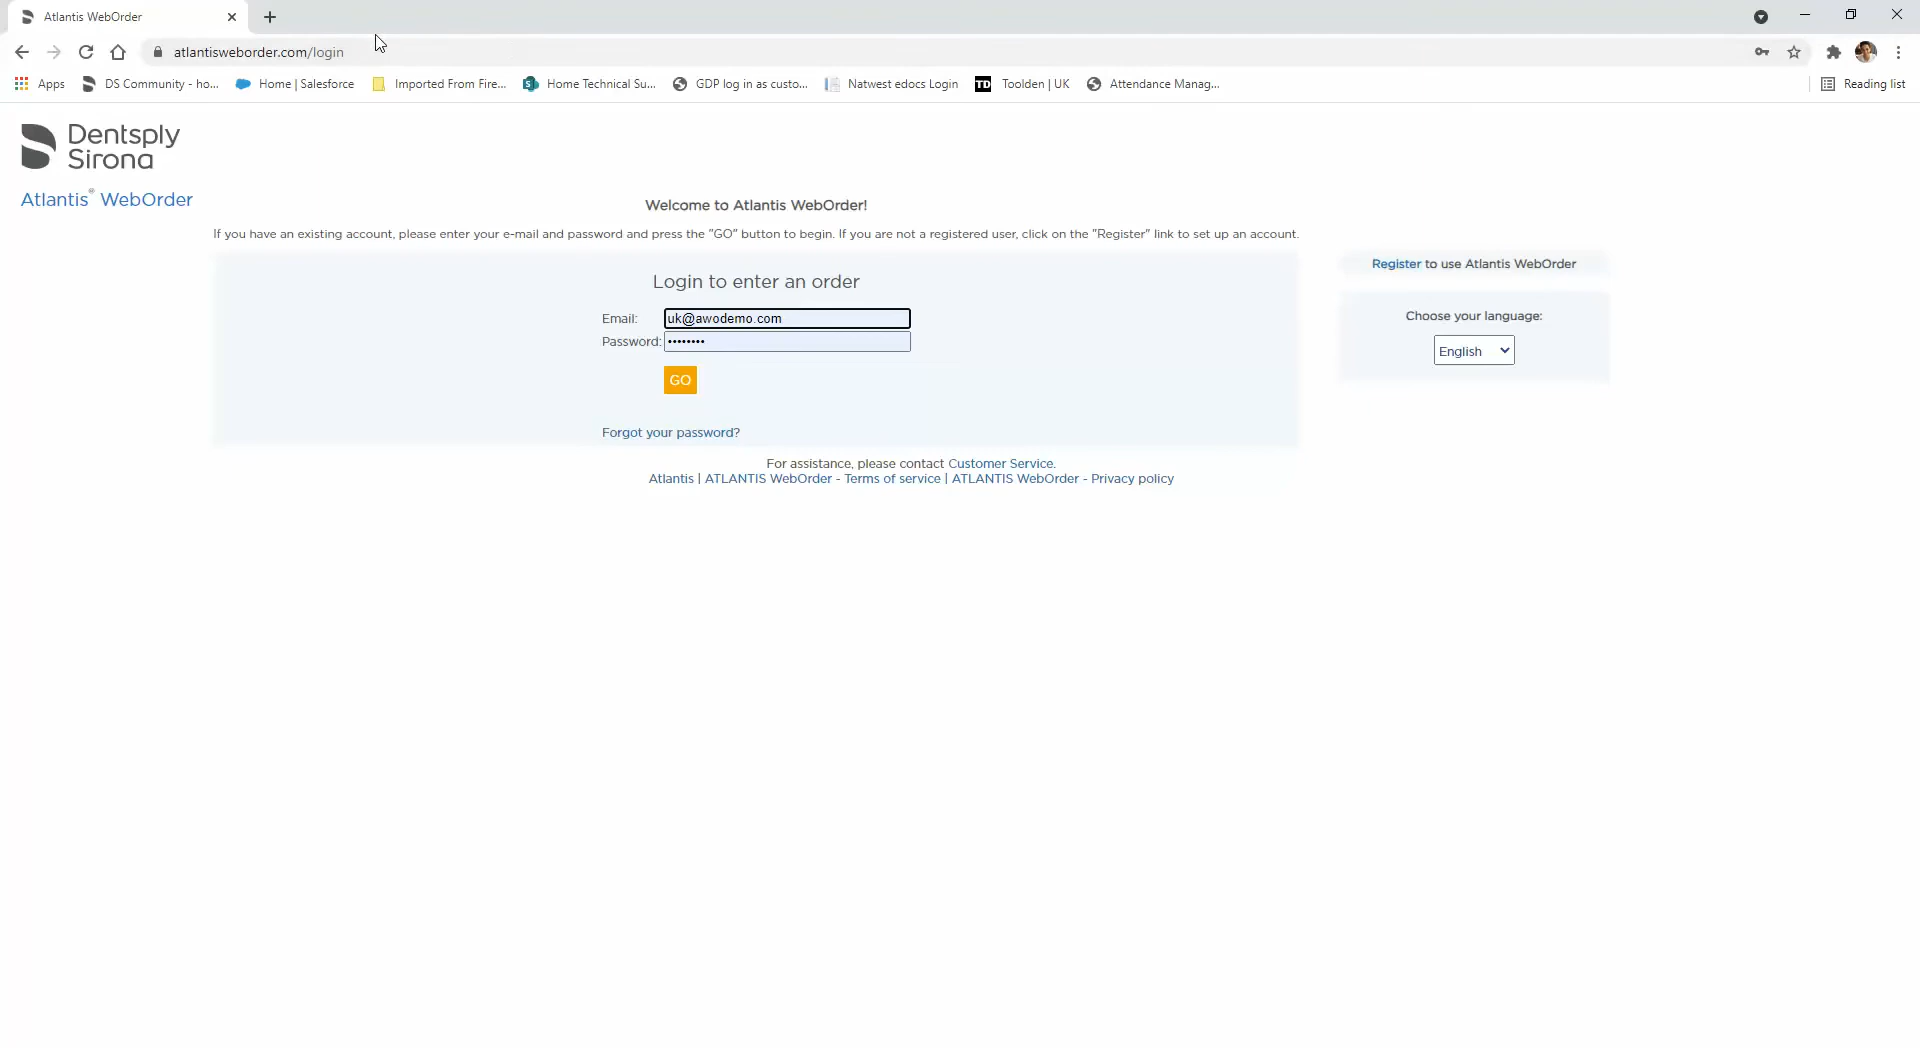 Atlantis WebOrder
atlantisweborder.com/login
Apps DS Community - ho... Home | Salesforce Imported From Fire... Home Technical Su... GDP log in as custo... Natwest edocs Login TD Toolden | UK Attendance Manag... Reading list
Dentsply
Sirona
Atlantis® WebOrder
Welcome to Atlantis WebOrder!
If you have an existing account, please enter your e-mail and password and press the "GO" button to begin. If you are not a registered user, click on the "Register" link to set up an account.
Login to enter an order
Email: uk@awodemo.com
Password: ••••••••
GO
Forgot your password?
Register to use Atlantis WebOrder
Choose your language:
English
For assistance, please contact Customer Service.
Atlantis | ATLANTIS WebOrder - Terms of service | ATLANTIS WebOrder - Privacy policy